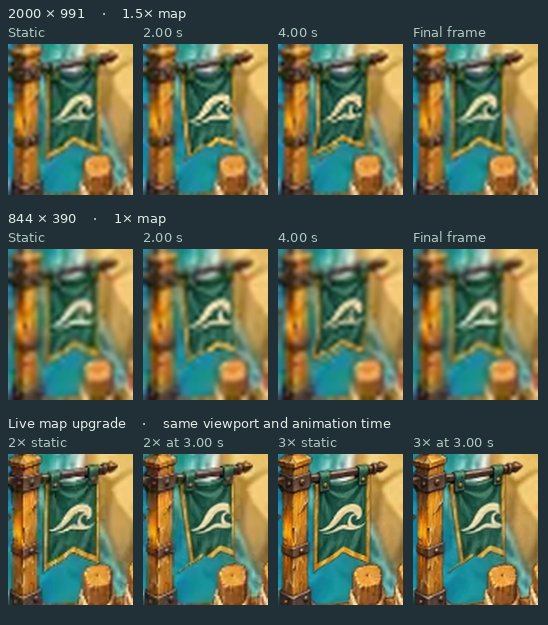 2000 × 991 · 1.5× map
Static 2.00 s 4.00 s Final frame
844 × 390 · 1× map
Static 2.00 s 4.00 s Final frame
Live map upgrade · same viewport and animation time
2× static 2× at 3.00 s 3× static 3× at 3.00 s